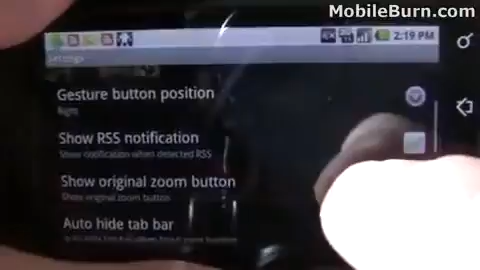 MobileBurn.com
2:19 PM
Settings
Gesture button position
Right
Show RSS notification
Show notification when detected RSS
Show original zoom button
Show original zoom button
Auto hide tab bar